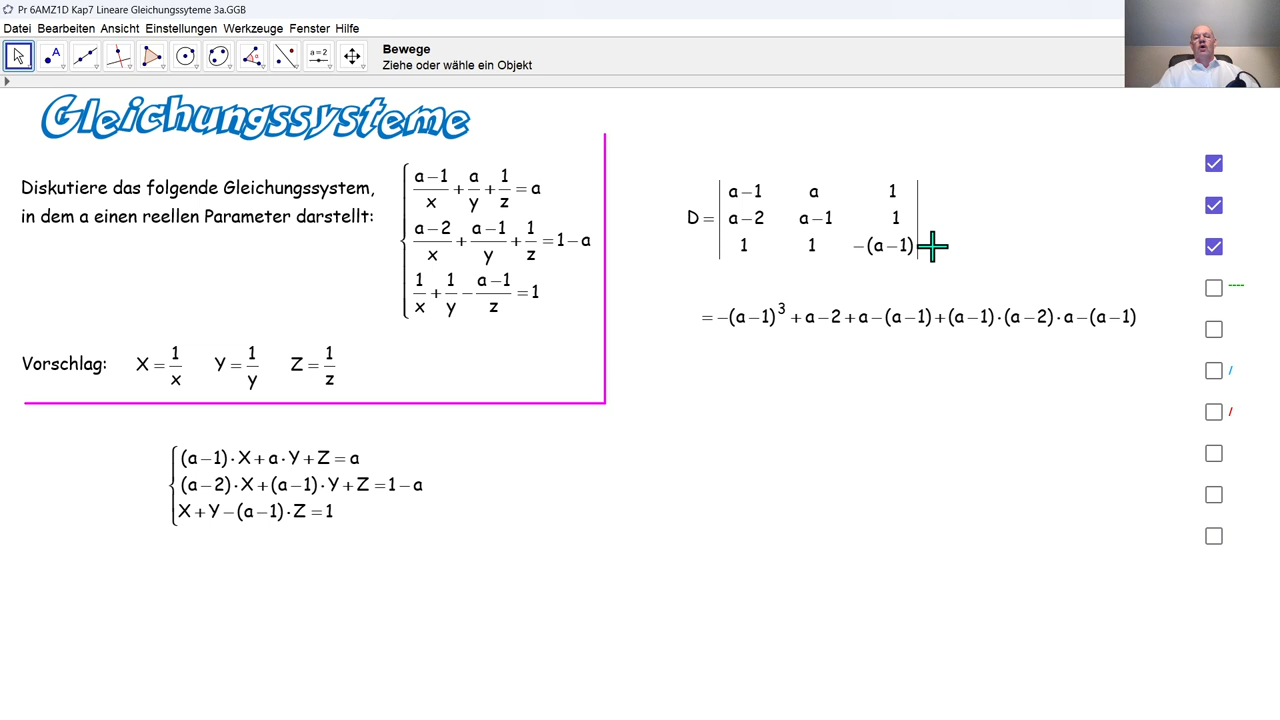 Pr 6AMZ1D Kap7 Lineare Gleichungssyteme 3a.GGB
Datei Bearbeiten Ansicht Einstellungen Werkzeuge Fenster Hilfe
A
a=2
Bewege
Ziehe oder wähle ein Objekt
Gleichungssysteme
Diskutiere das folgende Gleichungssystem,
in dem a einen reellen Parameter darstellt:
(a−1)/x + a/y + 1/z = a
(a−2)/x + (a−1)/y + 1/z = 1−a
1/x + 1/y − (a−1)/z = 1
Vorschlag: X = 1/x Y = 1/y Z = 1/z
(a−1)·X+a·Y+Z=a
(a−2)·X+(a−1)·Y+Z=1−a
X+Y−(a−1)·Z=1
a−1 a 1
D= a−2 a−1 1
1 1 −(a−1)
=−(a−1)³+a−2+a−(a−1)+(a−1)·(a−2)·a−(a−1)
----
/
/